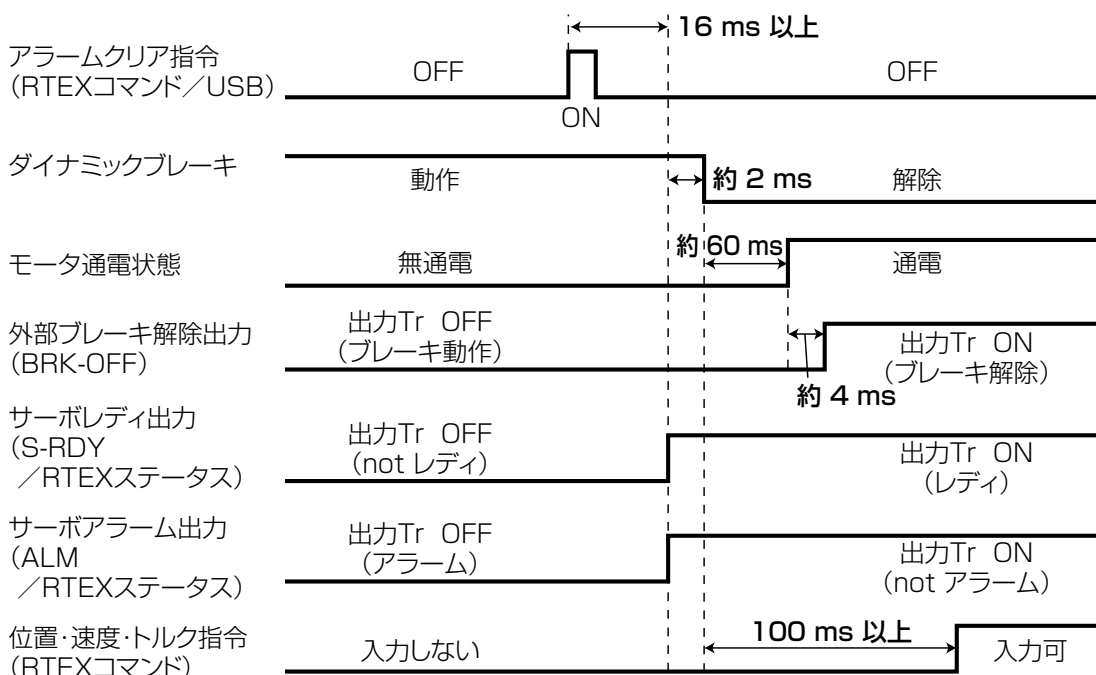 16 ms 以上
アラームクリア指令
（RTEXコマンド／USB）
OFF
OFF
ON
ダイナミックブレーキ
動作
約 2 ms
解除
モータ通電状態
無通電
約 60 ms
通電
外部ブレーキ解除出力
（BRK-OFF）
出力Tr OFF
（ブレーキ動作）
出力Tr ON
（ブレーキ解除）
約 4 ms
サーボレディ出力
（S-RDY
／RTEXステータス）
出力Tr OFF
（not レディ）
出力Tr ON
（レディ）
サーボアラーム出力
（ALM
／RTEXステータス）
出力Tr OFF
（アラーム）
出力Tr ON
（not アラーム）
位置・速度・トルク指令
（RTEXコマンド）
入力しない
100 ms 以上
入力可